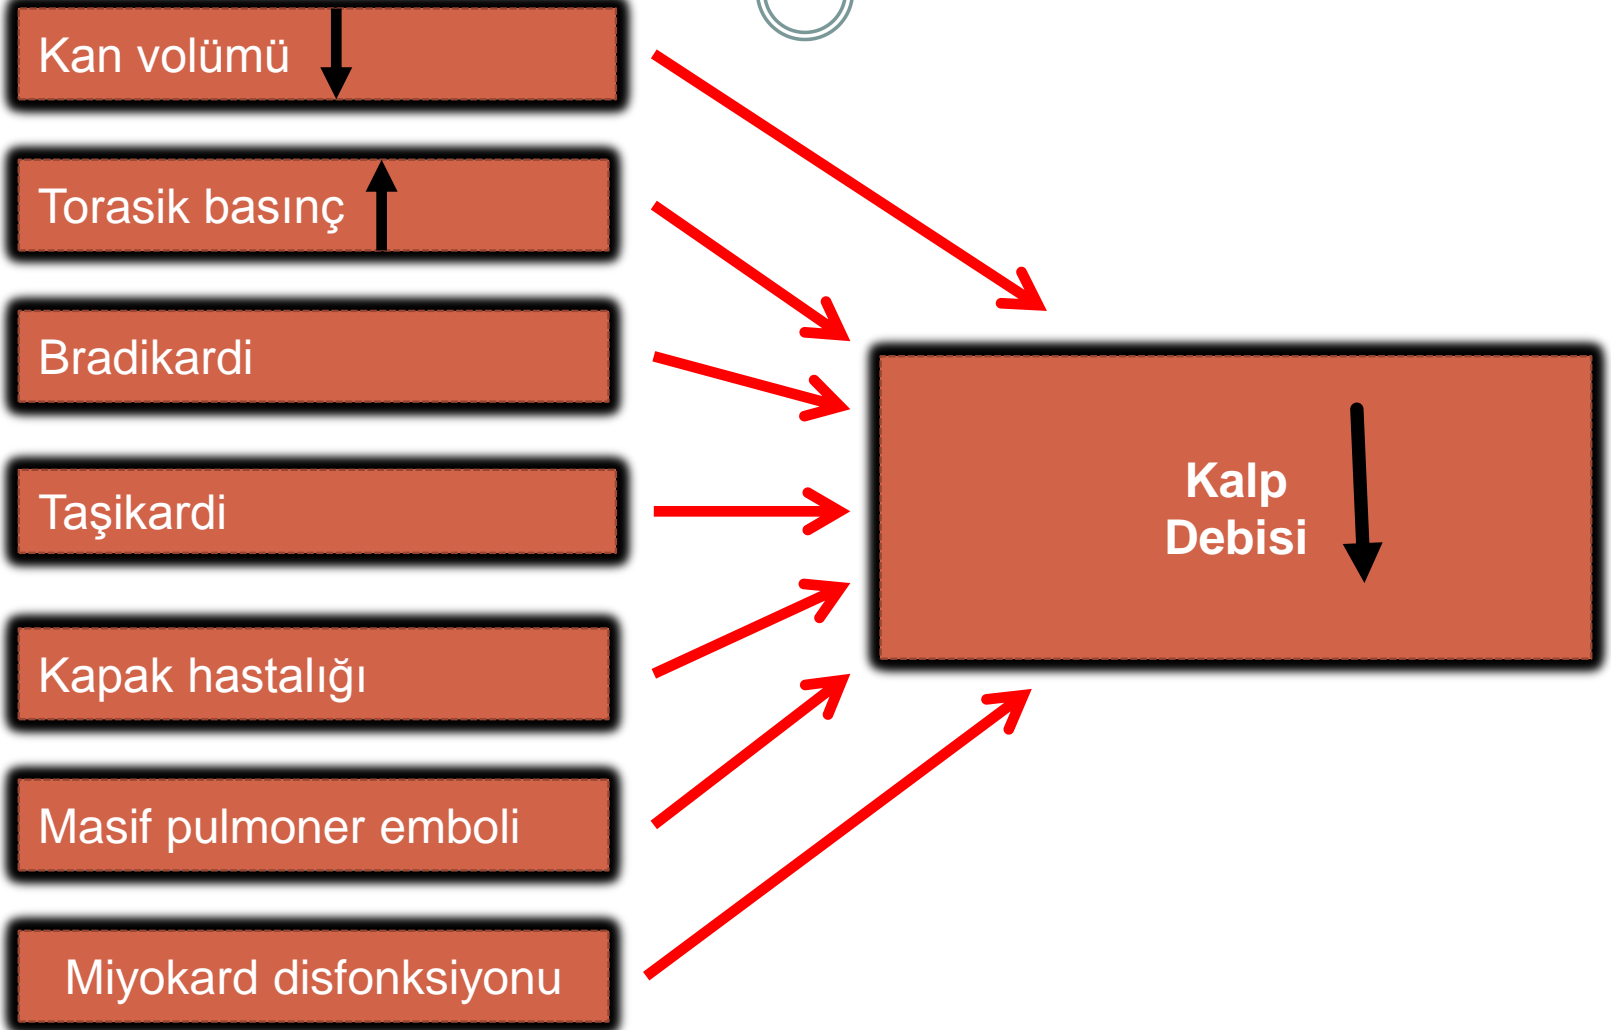 Kan volümü
Torasik basınç
Bradikardi
Taşikardi
Kapak hastalığı
Masif pulmoner emboli
Miyokard disfonksiyonu
Kalp
Debisi